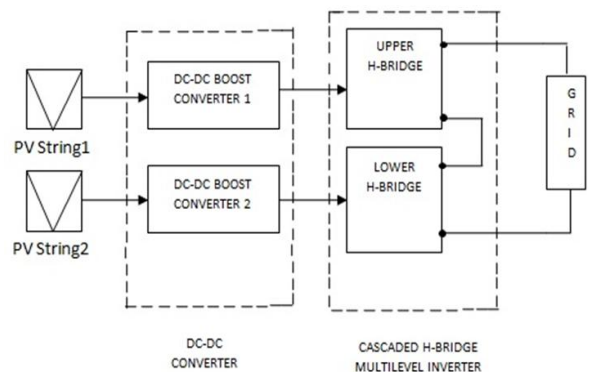 UPPER
H-BRIDGE
DC-DC BOOST
CONVERTER 1
G
R
I
D
PV String1
LOWER
H-BRIDGE
DC-DC BOOST
CONVERTER 2
PV String2
DC-DC
CONVERTER
CASCADED H-BRIDGE
MULTILEVEL INVERTER